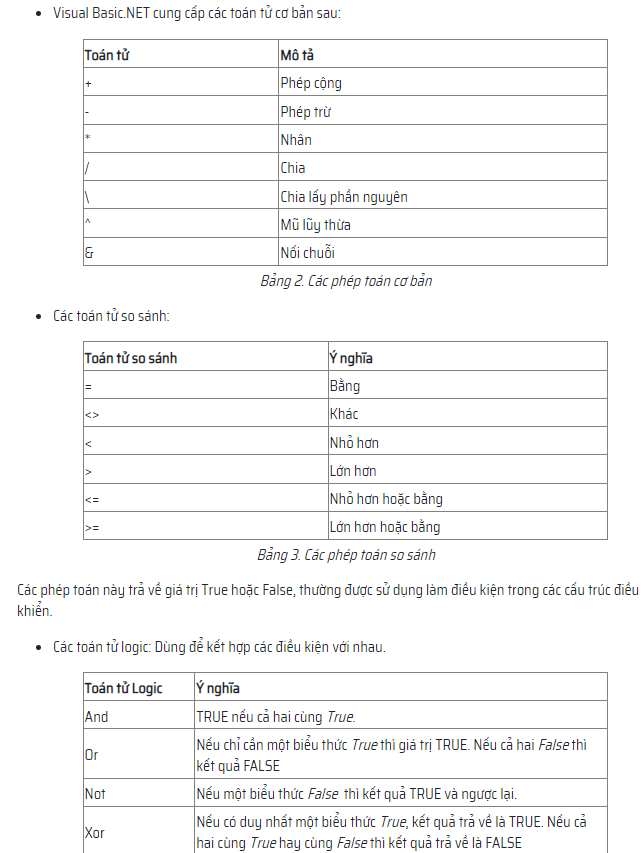 • Visual Basic.NET cung cấp các toán tử cơ bản sau:
Toán tử Mô tả
+ Phép cộng
- Phép trừ
* Nhân
/ Chia
\ Chia lấy phần nguyên
^ Mũ lũy thừa
& Nối chuỗi
Bảng 2. Các phép toán cơ bản
• Các toán tử so sánh:
Toán tử so sánh Ý nghĩa
= Bằng
<> Khác
< Nhỏ hơn
> Lớn hơn
<= Nhỏ hơn hoặc bằng
>= Lớn hơn hoặc bằng
Bảng 3. Các phép toán so sánh
Các phép toán này trả về giá trị True hoặc False, thường được sử dụng làm điều kiện trong các cấu trúc điều
khiển.
• Các toán tử logic: Dùng để kết hợp các điều kiện với nhau.
Toán tử Logic Ý nghĩa
And TRUE nếu cả hai cùng True.
Or Nếu chỉ cần một biểu thức True thì giá trị TRUE. Nếu cả hai False thì
kết quả FALSE
Not Nếu một biểu thức False thì kết quả TRUE và ngược lại.
Xor Nếu có duy nhất một biểu thức True, kết quả trả về là TRUE. Nếu cả
hai cùng True hay cùng False thì kết quả trả về là FALSE